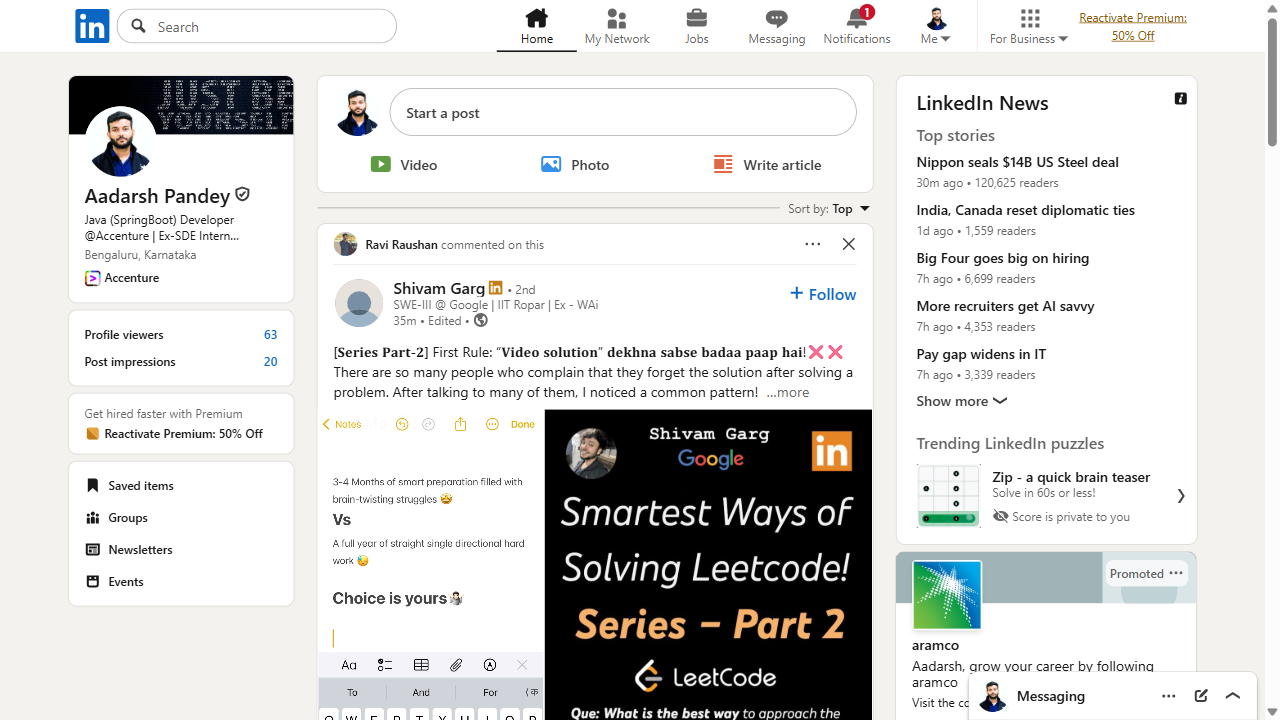 in
Search
Home
My Network
Jobs
Messaging
1
Notifications
Me
For Business
Reactivate Premium:
50% Off
Aadarsh Pandey
Java (SpringBoot) Developer
@Accenture | Ex-SDE Intern...
Bengaluru, Karnataka
Accenture
Profile viewers 63
Post impressions 20
Get hired faster with Premium
Reactivate Premium: 50% Off
Saved items
Groups
Newsletters
Events
Start a post
Video
Photo
Write article
Sort by: Top
Ravi Raushan commented on this
Shivam Garg in • 2nd
SWE-III @ Google | IIT Ropar | Ex - WAi
35m • Edited •
+ Follow
[Series Part-2] First Rule: “Video solution” dekhna sabse badaa paap hai!❌❌
There are so many people who complain that they forget the solution after solving a
problem. After talking to many of them, I noticed a common pattern! ...more
Notes
Done
3-4 Months of smart preparation filled with
brain-twisting struggles 🤩
Vs
A full year of straight single directional hard
work 😓
Choice is yours
Aa
To
And
For
Q W E R T Y U I O P
Shivam Garg
Google
in
Smartest Ways of
Solving Leetcode!
Series – Part 2
LeetCode
Que: What is the best way to approach the
LinkedIn News
Top stories
Nippon seals $14B US Steel deal
30m ago • 120,625 readers
India, Canada reset diplomatic ties
1d ago • 1,559 readers
Big Four goes big on hiring
7h ago • 6,699 readers
More recruiters get AI savvy
7h ago • 4,353 readers
Pay gap widens in IT
7h ago • 3,339 readers
Show more
Trending LinkedIn puzzles
Zip - a quick brain teaser
Solve in 60s or less!
Score is private to you
Promoted
aramco
Aadarsh, grow your career by following
aramco
Visit the
Messaging